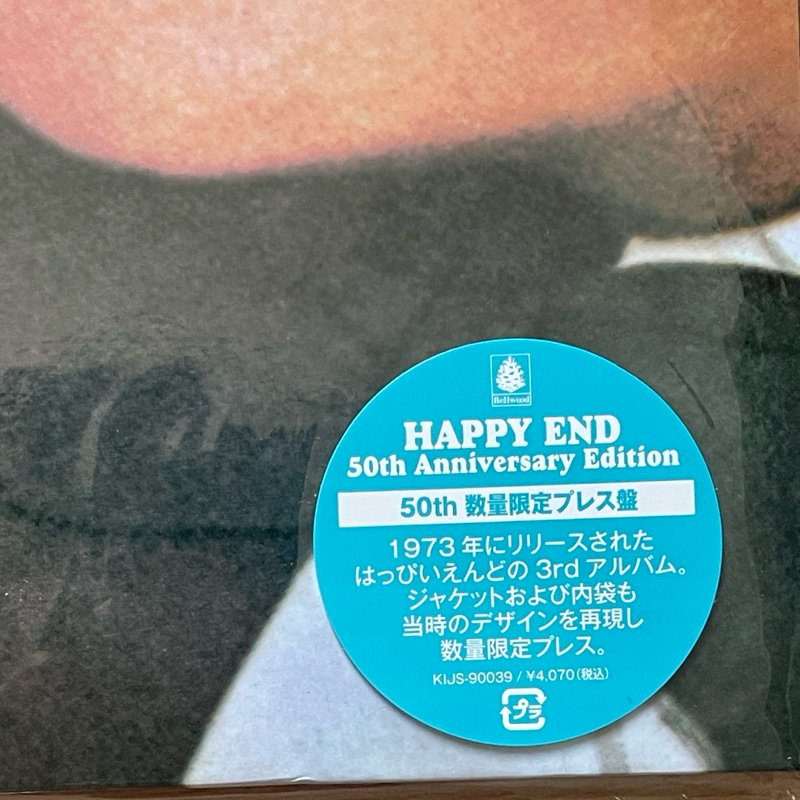 Bellwood
HAPPY END
50th Anniversary Edition
50th 数量限定プレス盤
1973年にリリースされた
はっぴいえんどの 3rd アルバム。
ジャケットおよび内袋も
当時のデザインを再現し
数量限定プレス。
KIJS-90039 / ¥4,070(税込)
プラ